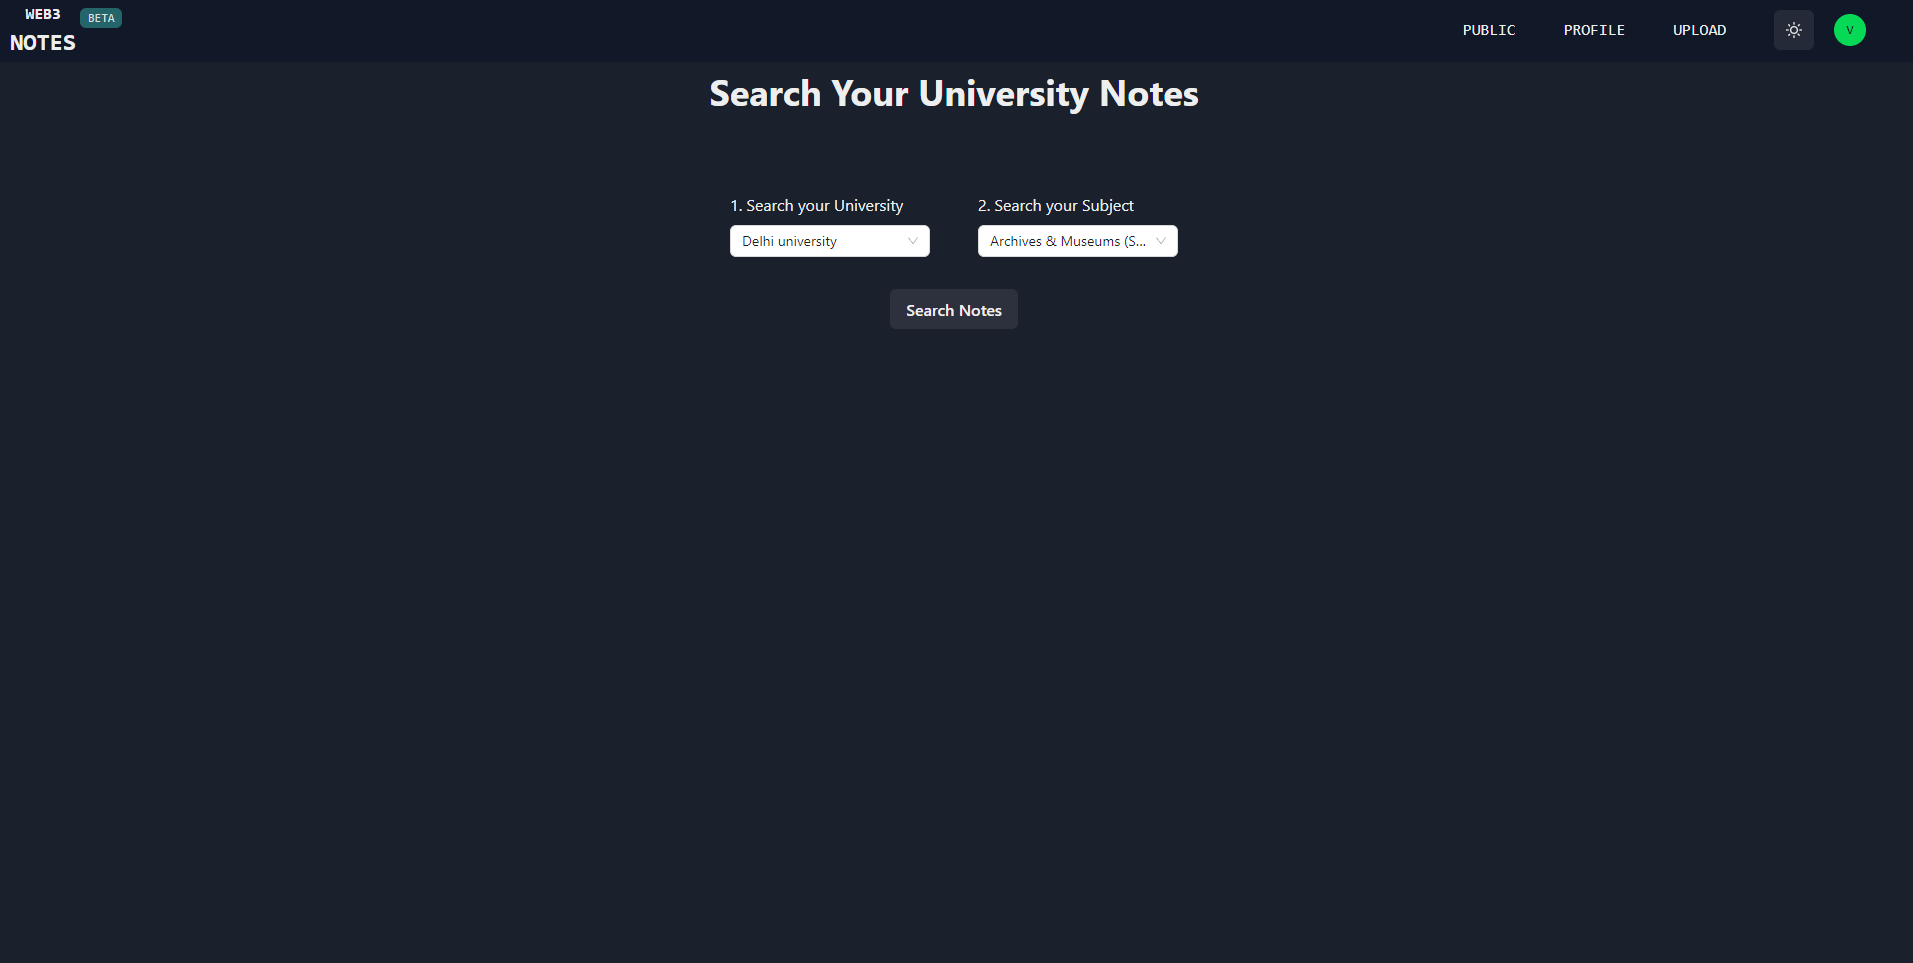 WEB3
NOTES
BETA
PUBLIC
PROFILE
UPLOAD
V
Search Your University Notes
1. Search your University
2. Search your Subject
Delhi university
Archives & Museums (S...
Search Notes